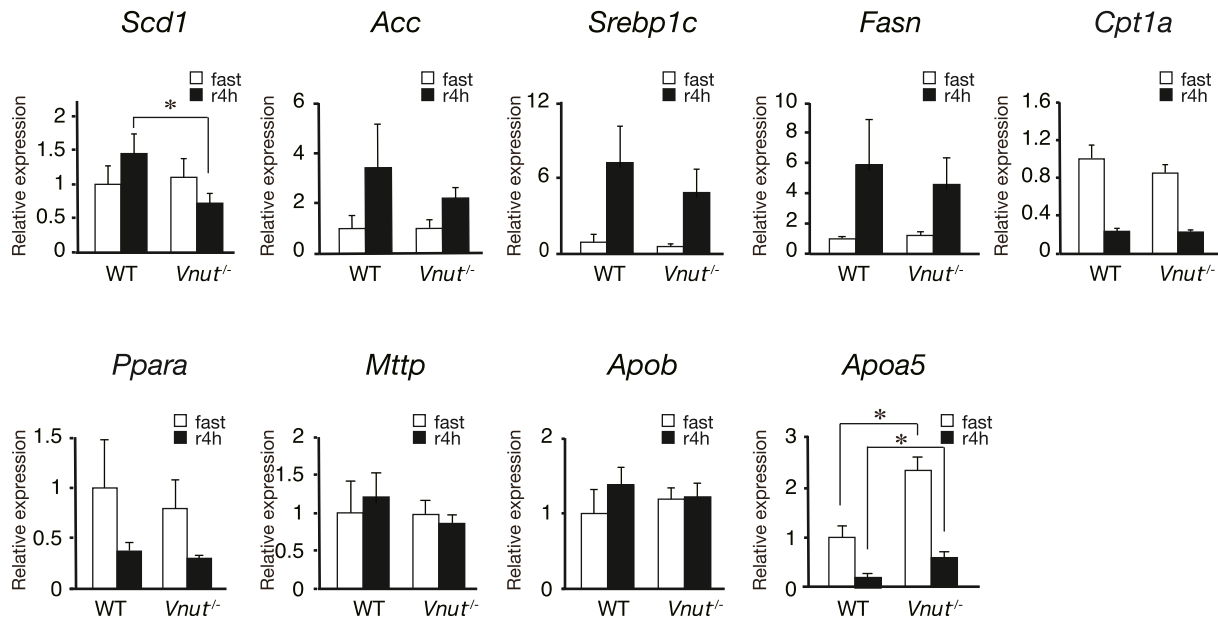 Scd1
Relative expression
2
1.5
1
0.5
0
fast
r4h
*
WT
Vnut-/-
Acc
Relative expression
6
4
2
0
fast
r4h
WT
Vnut-/-
Srebp1c
Relative expression
12
6
0
fast
r4h
WT
Vnut-/-
Fasn
Relative expression
10
8
6
4
2
0
fast
r4h
WT
Vnut-/-
Cpt1a
Relative expression
1.6
1.2
0.8
0.4
0
fast
r4h
WT
Vnut-/-
Ppara
Relative expression
1.5
1
0.5
0
fast
r4h
WT
Vnut-/-
Mttp
Relative expression
2
1.5
1
0.5
0
fast
r4h
WT
Vnut-/-
Apob
Relative expression
2
1
0
fast
r4h
WT
Vnut-/-
Apoa5
Relative expression
3
2
1
0
fast
r4h
*
*
WT
Vnut-/-